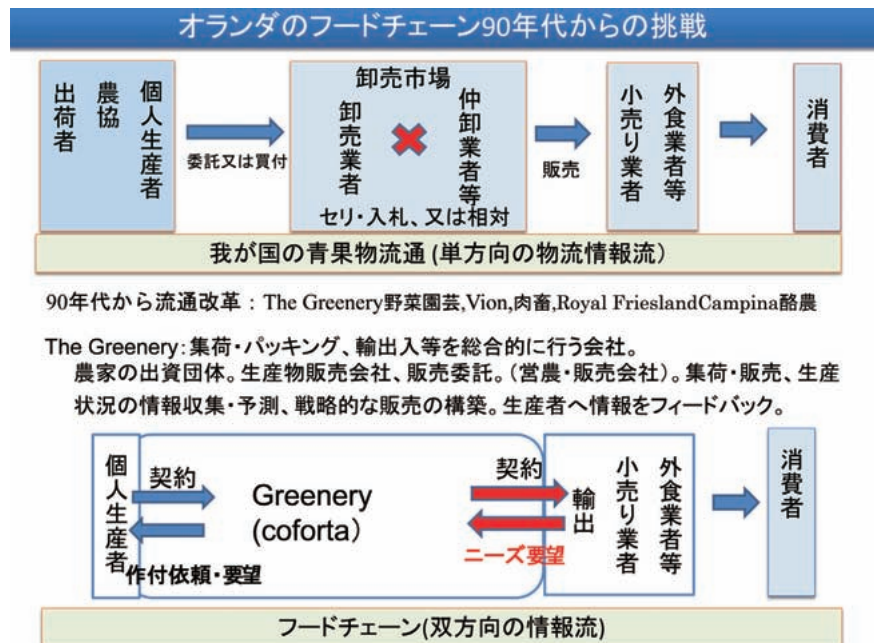 オランダのフードチェーン90年代からの挑戦
個人生産者
農協
出荷者
委託又は買付
卸売市場
卸売業者
仲卸業者等
セリ・入札、又は相対
販売
外食業者等
小売り業者
消費者
我が国の青果物流通 (単方向の物流情報流)
90年代から流通改革：The Greenery野菜園芸,Vion,肉畜,Royal FrieslandCampina酪農
The Greenery：集荷・パッキング、輸出入等を総合的に行う会社。
農家の出資団体。生産物販売会社、販売委託。（営農・販売会社）。集荷・販売、生産
状況の情報収集・予測、戦略的な販売の構築。生産者へ情報をフィードバック。
個人生産者
契約
作付依頼・要望
Greenery
(coforta）
契約
ニーズ要望
輸出
外食業者等
小売り業者
消費者
フードチェーン(双方向の情報流)